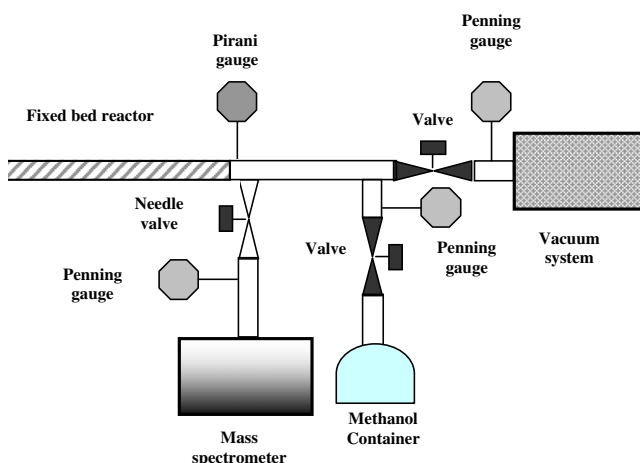 Pirani
gauge
Penning
gauge
Fixed bed reactor
Valve
Needle
valve
Valve
Penning
gauge
Vacuum
system
Penning
gauge
Methanol
Container
Mass
spectrometer